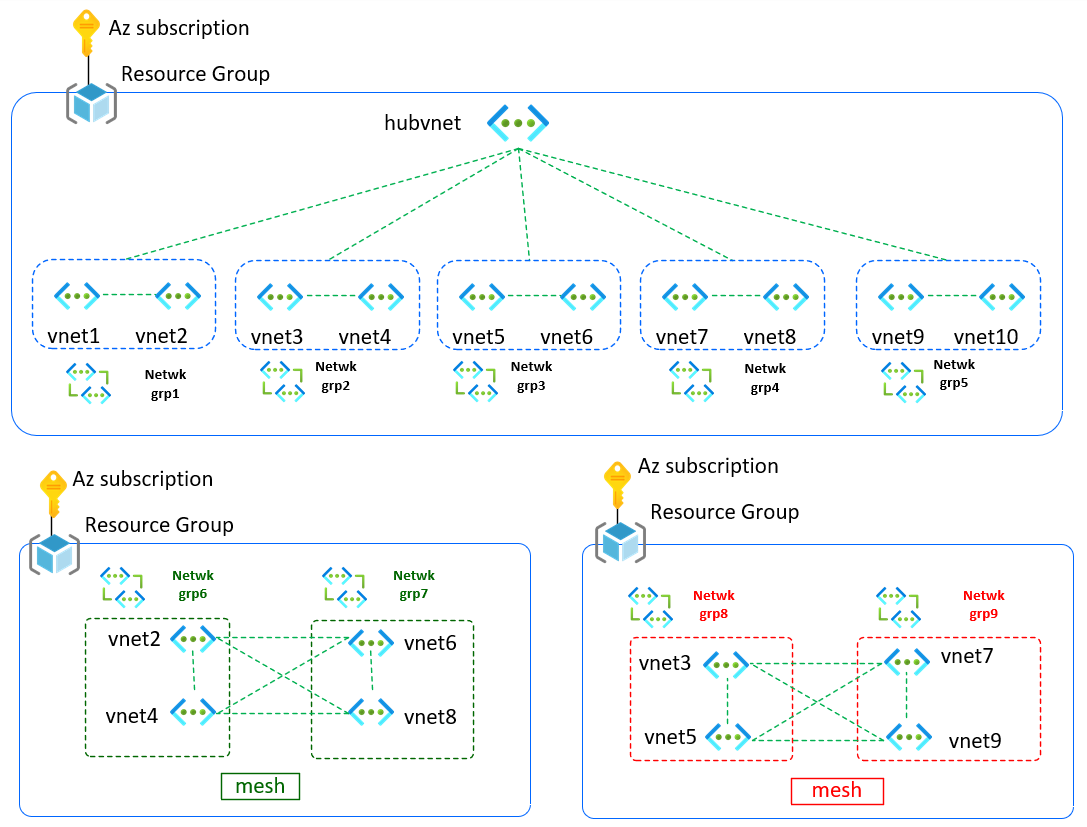 Az subscription
Resource Group
hubvnet
vnet1
vnet2
vnet3
vnet4
vnet5
vnet6
vnet7
vnet8
vnet9
vnet10
Netwk
grp1
Netwk
grp2
Netwk
grp3
Netwk
grp4
Netwk
grp5
Az subscription
Resource Group
Netwk
grp6
Netwk
grp7
vnet2
vnet6
vnet4
vnet8
mesh
Az subscription
Resource Group
Netwk
grp8
Netwk
grp9
vnet3
vnet7
vnet5
vnet9
mesh